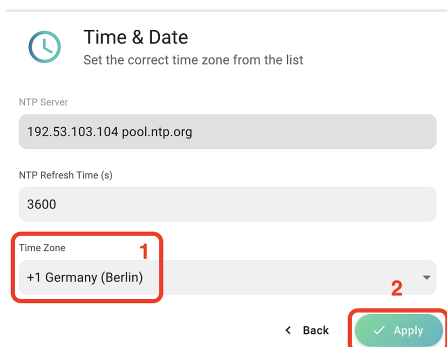 Time & Date
Set the correct time zone from the list
NTP Server
192.53.103.104 pool.ntp.org
NTP Refresh Time (s)
3600
Time Zone
1
+1 Germany (Berlin)
2
Back
Apply